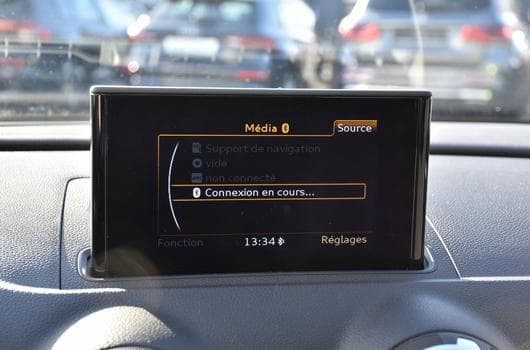 Média
Source
Support de navigation
vide
non connecté
Connexion en cours...
Fonction
13:34
Réglages